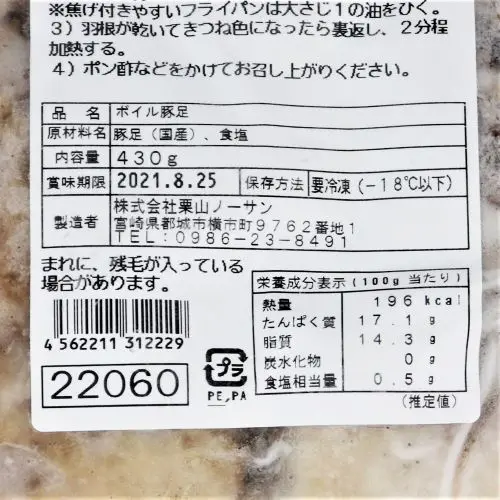 ※焦げ付きやすいフライパンは大さじ1の油をひく。
3）羽根が乾いてきつね色になったら裏返し、2分程
加熱する。
4）ポン酢などをかけてお召し上がりください。
品名 ボイル豚足
原材料名 豚足（国産）、食塩
内容量 430g
賞味期限 2021.8.25 保存方法 要冷凍（－18℃以下）
製造者 株式会社栗山ノーサン
宮崎県都城市横市町9762番地1
TEL:0986-23-8491
まれに、残毛が入っている
場合があります。
4 562211 312229
22060
プラ
PE,PA
栄養成分表示(100g当たり)
熱量 196 kcal
たんぱく質 17.1 g
脂質 14.3 g
炭水化物 0 g
食塩相当量 0.5 g
(推定値)